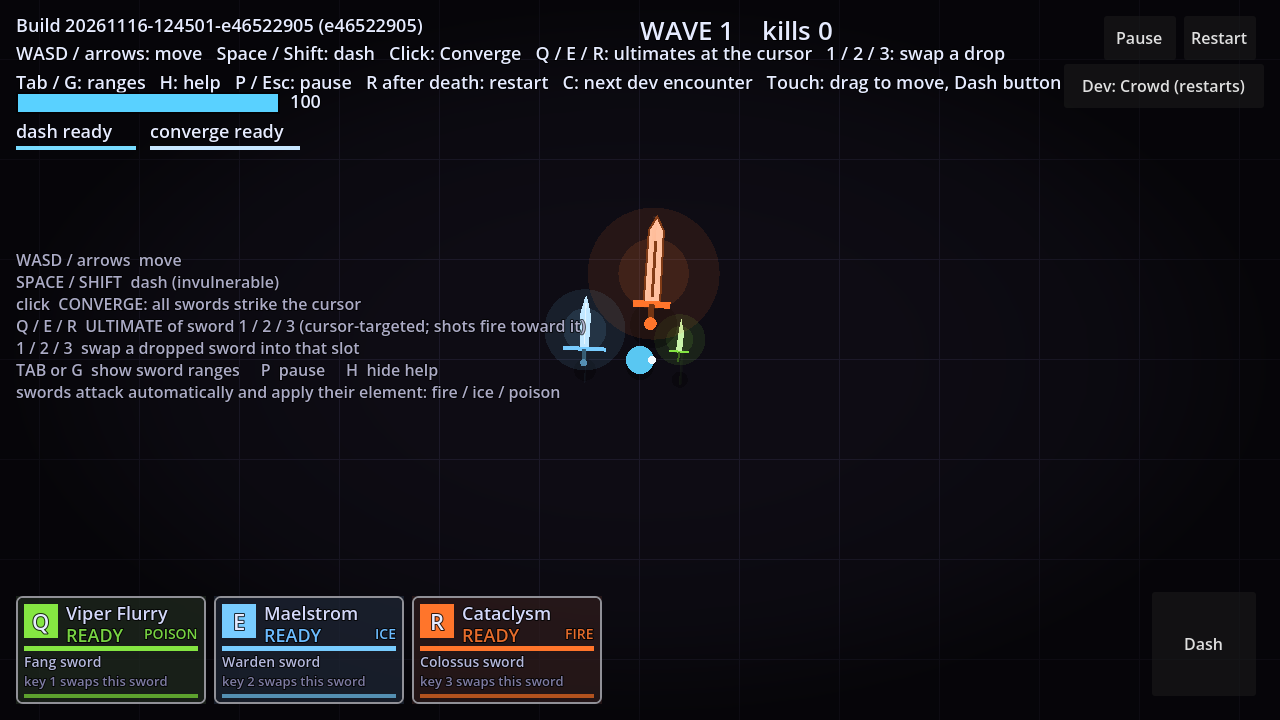 Build 20261116-124501-e46522905 (e46522905)
WAVE 1 kills 0
WASD / arrows: move Space / Shift: dash Click: Converge Q / E / R: ultimates at the cursor 1 / 2 / 3: swap a drop
Tab / G: ranges H: help P / Esc: pause R after death: restart C: next dev encounter Touch: drag to move, Dash button
Pause
Restart
Dev: Crowd (restarts)
100
dash ready
converge ready
WASD / arrows move
SPACE / SHIFT dash (invulnerable)
click CONVERGE: all swords strike the cursor
Q / E / R ULTIMATE of sword 1 / 2 / 3 (cursor-targeted; shots fire toward it)
1 / 2 / 3 swap a dropped sword into that slot
TAB or G show sword ranges P pause H hide help
swords attack automatically and apply their element: fire / ice / poison
Q
Viper Flurry
READY
POISON
Fang sword
key 1 swaps this sword
E
Maelstrom
READY
ICE
Warden sword
key 2 swaps this sword
R
Cataclysm
READY
FIRE
Colossus sword
key 3 swaps this sword
Dash